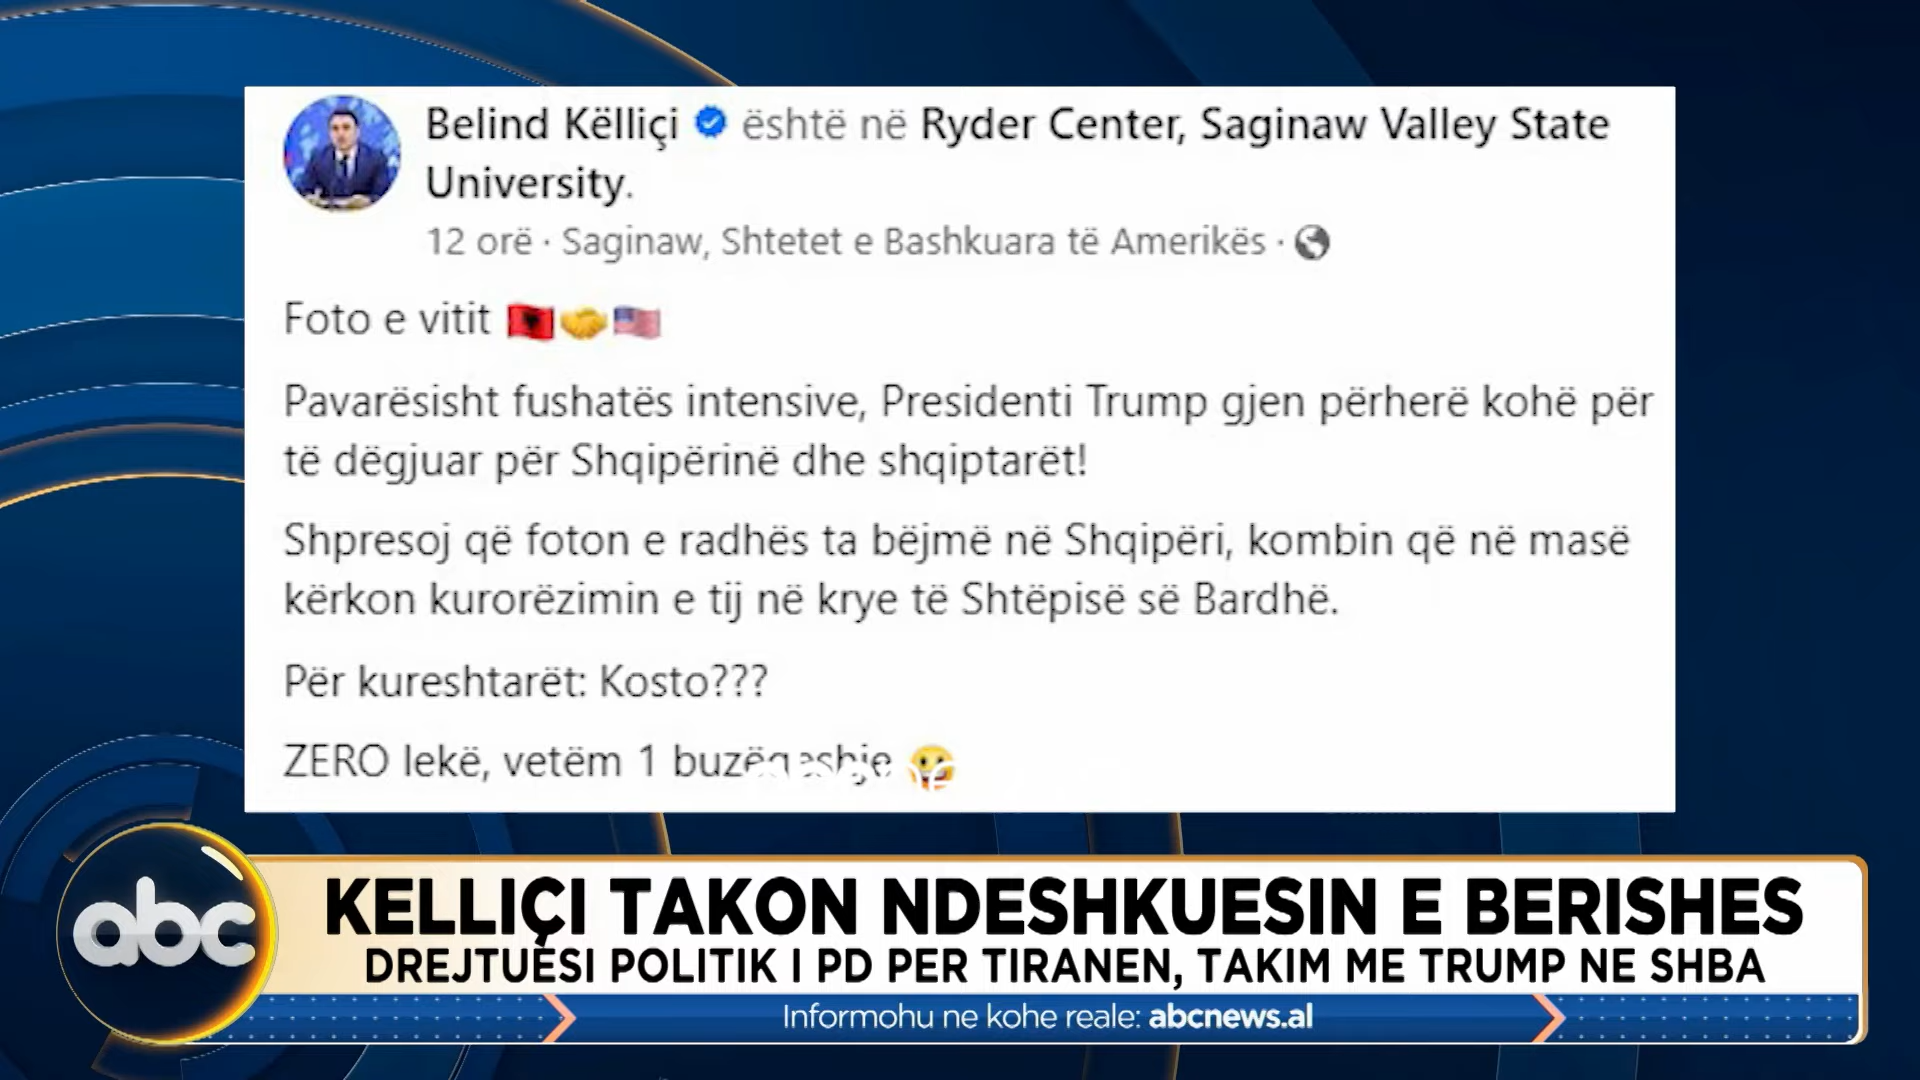 Belind Këlliçi është në Ryder Center, Saginaw Valley State
University.
12 orë · Saginaw, Shtetet e Bashkuara të Amerikës ·
Foto e vitit 🇦🇱🤝🇺🇸
Pavarësisht fushatës intensive, Presidenti Trump gjen përherë kohë për
të dëgjuar për Shqipërinë dhe shqiptarët!
Shpresoj që foton e radhës ta bëjmë në Shqipëri, kombin që në masë
kërkon kurorëzimin e tij në krye të Shtëpisë së Bardhë.
Për kureshtarët: Kosto???
ZERO lekë, vetëm 1 buzëqeshje
abc
KELLIÇI TAKON NDESHKUESIN E BERISHES
DREJTUESI POLITIK I PD PER TIRANEN, TAKIM ME TRUMP NE SHBA
Informohu ne kohe reale: abcnews.al